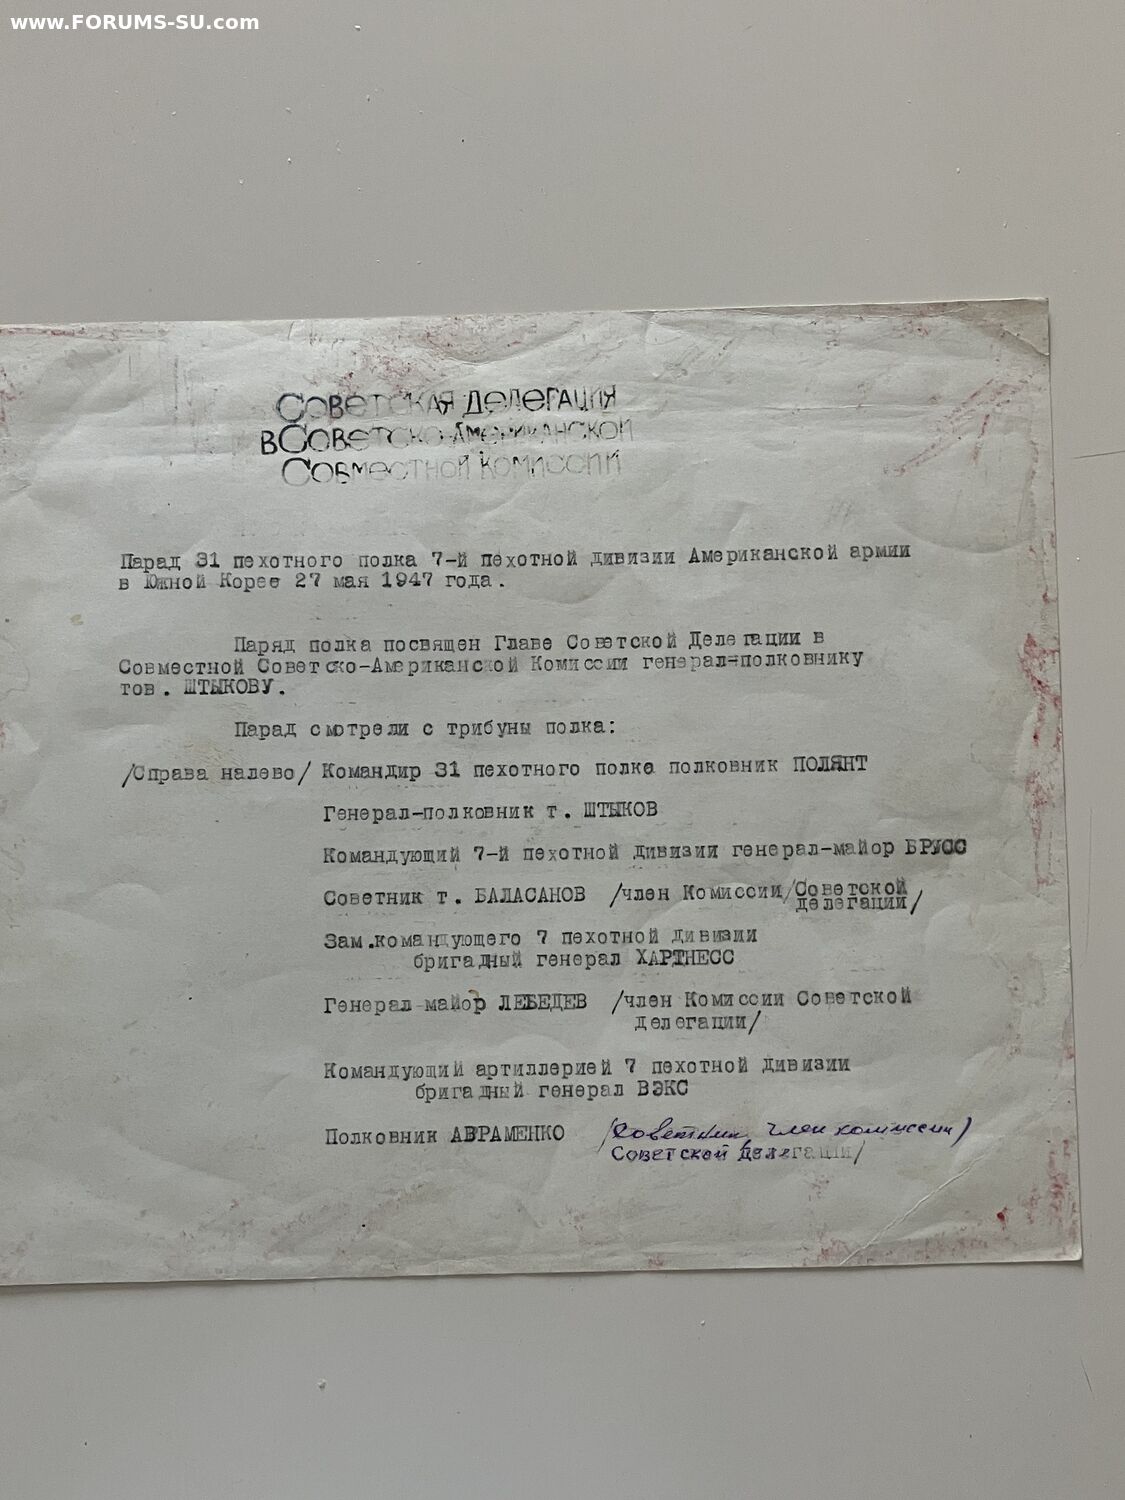 www.FORUMS-SU.com
Советская делегация
в Советско-Американской
Совместной Комиссии
Парад 31 пехотного полка 7-й пехотной дивизии Американской армии
в Южной Корее 27 мая 1947 года.
Паряд полка посвящен Главе Советской Делегации в
Совместной Советско-Американской Комиссии генерал=полковнику
тов. ШТЫКОВУ.
Парад смотрели с трибуны полка:
/Справа налево/ Командир 31 пехотного полка полковник ПОЛЯНТ
Генерал-полковник т. ШТЫКОВ
Командующий 7-й пехотной дивизии генерал-майор БРУСС
Советник т. БАЛАСАНОВ /член Комиссии/Советской
делегации/
Зам.командующего 7 пехотной дивизии
бригадный генерал ХАРТНЕСС
Генерал-майор ЛЕБЕДЕВ /член Комиссии Советской
делегации/
Командующий артиллерией 7 пехотной дивизии
бригадный генерал ВЭКС
Полковник АВРАМЕНКО /Советник, член комиссии)
Советской делегации/